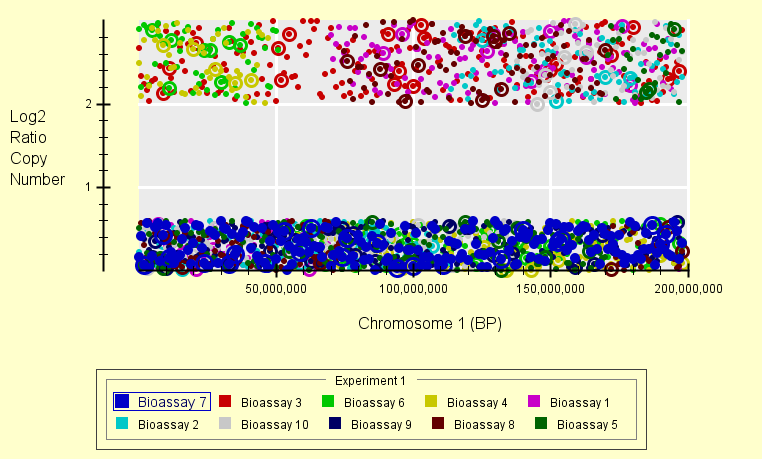 Log2
Ratio
Copy
Number
2
1
50,000,000
100,000,000
150,000,000
200,000,000
Chromosome 1 (BP)
Experiment 1
Bioassay 7
Bioassay 3
Bioassay 6
Bioassay 4
Bioassay 1
Bioassay 2
Bioassay 10
Bioassay 9
Bioassay 8
Bioassay 5